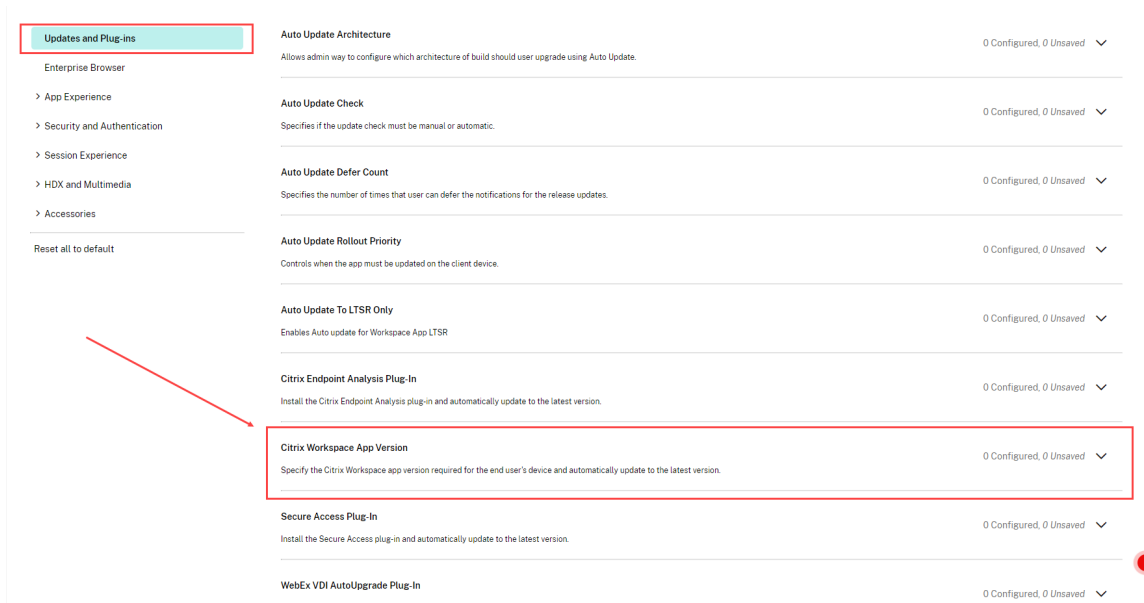 Updates and Plug-ins
Enterprise Browser
App Experience
Security and Authentication
Session Experience
HDX and Multimedia
Accessories
Reset all to default
Auto Update Architecture
Allows admin way to configure which architecture of build should user upgrade using Auto Update.
0 Configured, 0 Unsaved
Auto Update Check
Specifies if the update check must be manual or automatic.
0 Configured, 0 Unsaved
Auto Update Defer Count
Specifies the number of times that user can defer the notifications for the release updates.
0 Configured, 0 Unsaved
Auto Update Rollout Priority
Controls when the app must be updated on the client device.
0 Configured, 0 Unsaved
Auto Update To LTSR Only
Enables Auto update for Workspace App LTSR
0 Configured, 0 Unsaved
Citrix Endpoint Analysis Plug-In
Install the Citrix Endpoint Analysis plug-in and automatically update to the latest version.
0 Configured, 0 Unsaved
Citrix Workspace App Version
Specify the Citrix Workspace app version required for the end user's device and automatically update to the latest version.
0 Configured, 0 Unsaved
Secure Access Plug-In
Install the Secure Access plug-in and automatically update to the latest version.
0 Configured, 0 Unsaved
WebEx VDI AutoUpgrade Plug-In
0 Configured, 0 Unsaved